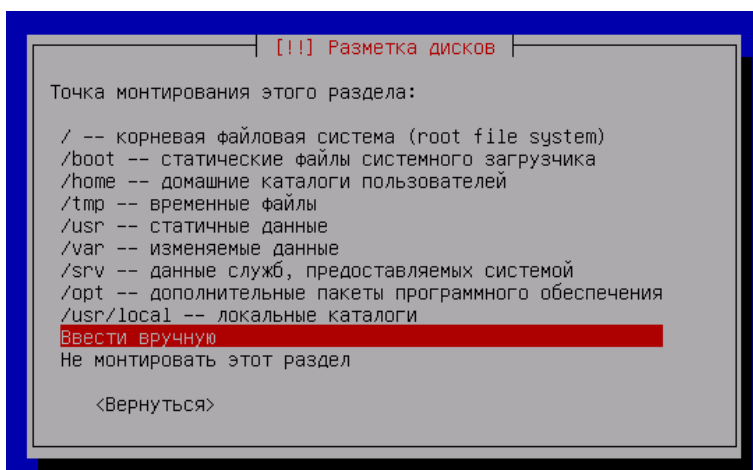 [!!] Разметка дисков
Точка монтирования этого раздела:
/ -- корневая файловая система (root file system)
/boot -- статические файлы системного загрузчика
/home -- домашние каталоги пользователей
/tmp -- временные файлы
/usr -- статичные данные
/var -- изменяемые данные
/srv -- данные служб, предоставляемых системой
/opt -- дополнительные пакеты программного обеспечения
/usr/local -- локальные каталоги
Ввести вручную
Не монтировать этот раздел
<Вернуться>